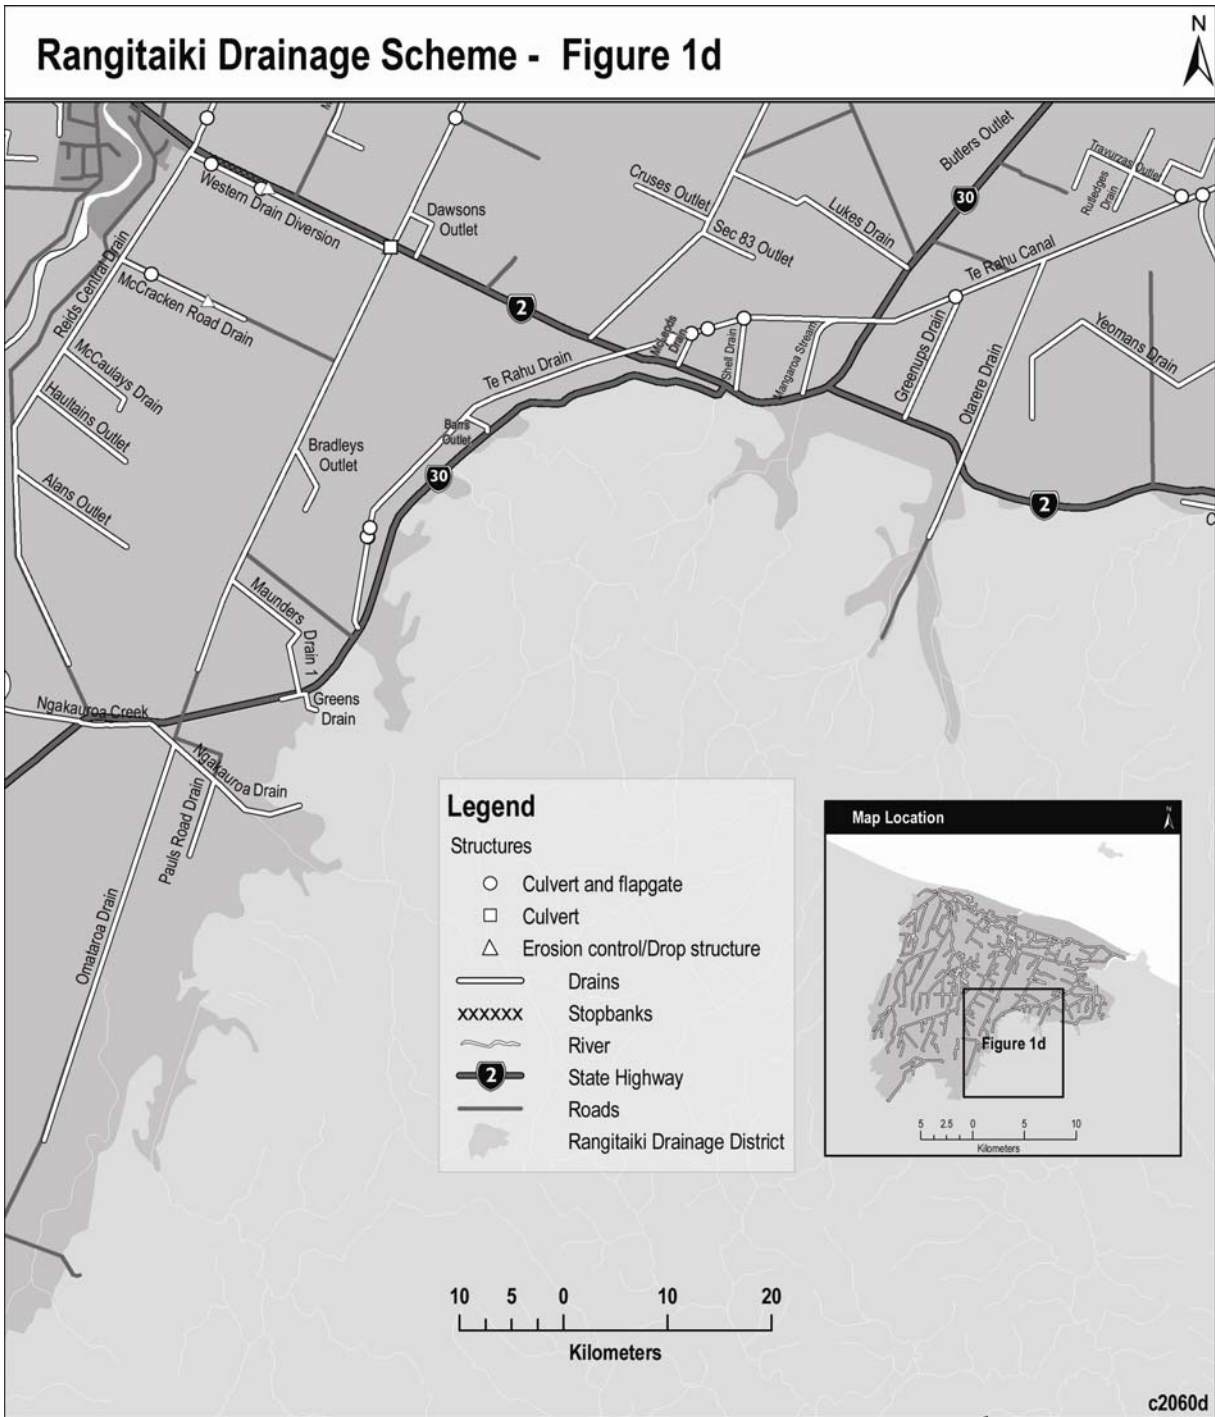 Rangitaiki Drainage Scheme - Figure 1d
N
Western Drain Diversion
Dawsons
Outlet
Cruses Outlet
Sec 83 Outlet
Lukes Drain
Butlers Outlet
30
Travurzas Outlet
Rutledges
Drain
Te Rahu Canal
Reids Central Drain
McCracken Road Drain
2
McCaulays Drain
Haultains Outlet
Alans Outlet
Te Rahu Drain
McLeods
Drain
Shell Drain
Mangaroa Stream
Greenups Drain
Otarere Drain
Yeomans Drain
Barrs
Outlet
Bradleys
Outlet
30
2
C
Maunders
Drain 1
Greens
Drain
Ngakauroa Creek
Ngakauroa Drain
Pauls Road Drain
Omataroa Drain
Legend
Structures
Culvert and flapgate
Culvert
Erosion control/Drop structure
Drains
xxxxxx Stopbanks
River
2 State Highway
Roads
Rangitaiki Drainage District
Map Location
N
Figure 1d
5 2.5 0 5 10
Kilometers
10 5 0 10 20
Kilometers
c2060d